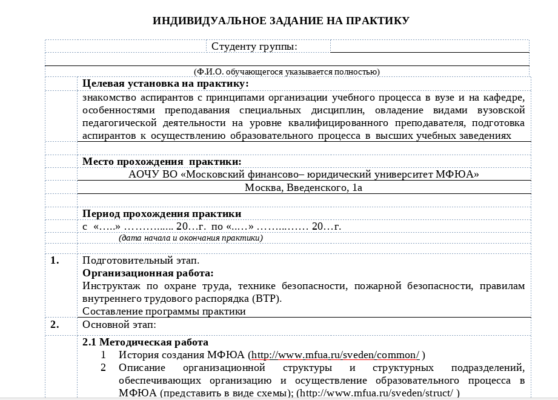 ИНДИВИДУАЛЬНОЕ ЗАДАНИЕ НА ПРАКТИКУ
Студенту группы:
(Ф.И.О. обучающегося указывается полностью)
Целевая установка на практику:
знакомство аспирантов с принципами организации учебного процесса в вузе и на кафедре,
особенностями преподавания специальных дисциплин, овладение видами вузовской
педагогической деятельности на уровне квалифицированного преподавателя, подготовка
аспирантов к осуществлению образовательного процесса в высших учебных заведениях
Место прохождения практики:
АОЧУ ВО «Московский финансово– юридический университет МФЮА»
Москва, Введенского, 1а
Период прохождения практики
с «…..» ………...... 20…г. по «..…» ……...…… 20…г.
(дата начала и окончания практики)
1. Подготовительный этап.
Организационная работа:
Инструктаж по охране труда, технике безопасности, пожарной безопасности, правилам
внутреннего трудового распорядка (ВТР).
Составление программы практики
2. Основной этап:
2.1 Методическая работа
1 История создания МФЮА (http://www.mfua.ru/sveden/common/ )
2 Описание организационной структуры и структурных подразделений,
обеспечивающих организацию и осуществление образовательного процесса в
МФЮА (представить в виде схемы); (http://www.mfua.ru/sveden/struct/ )